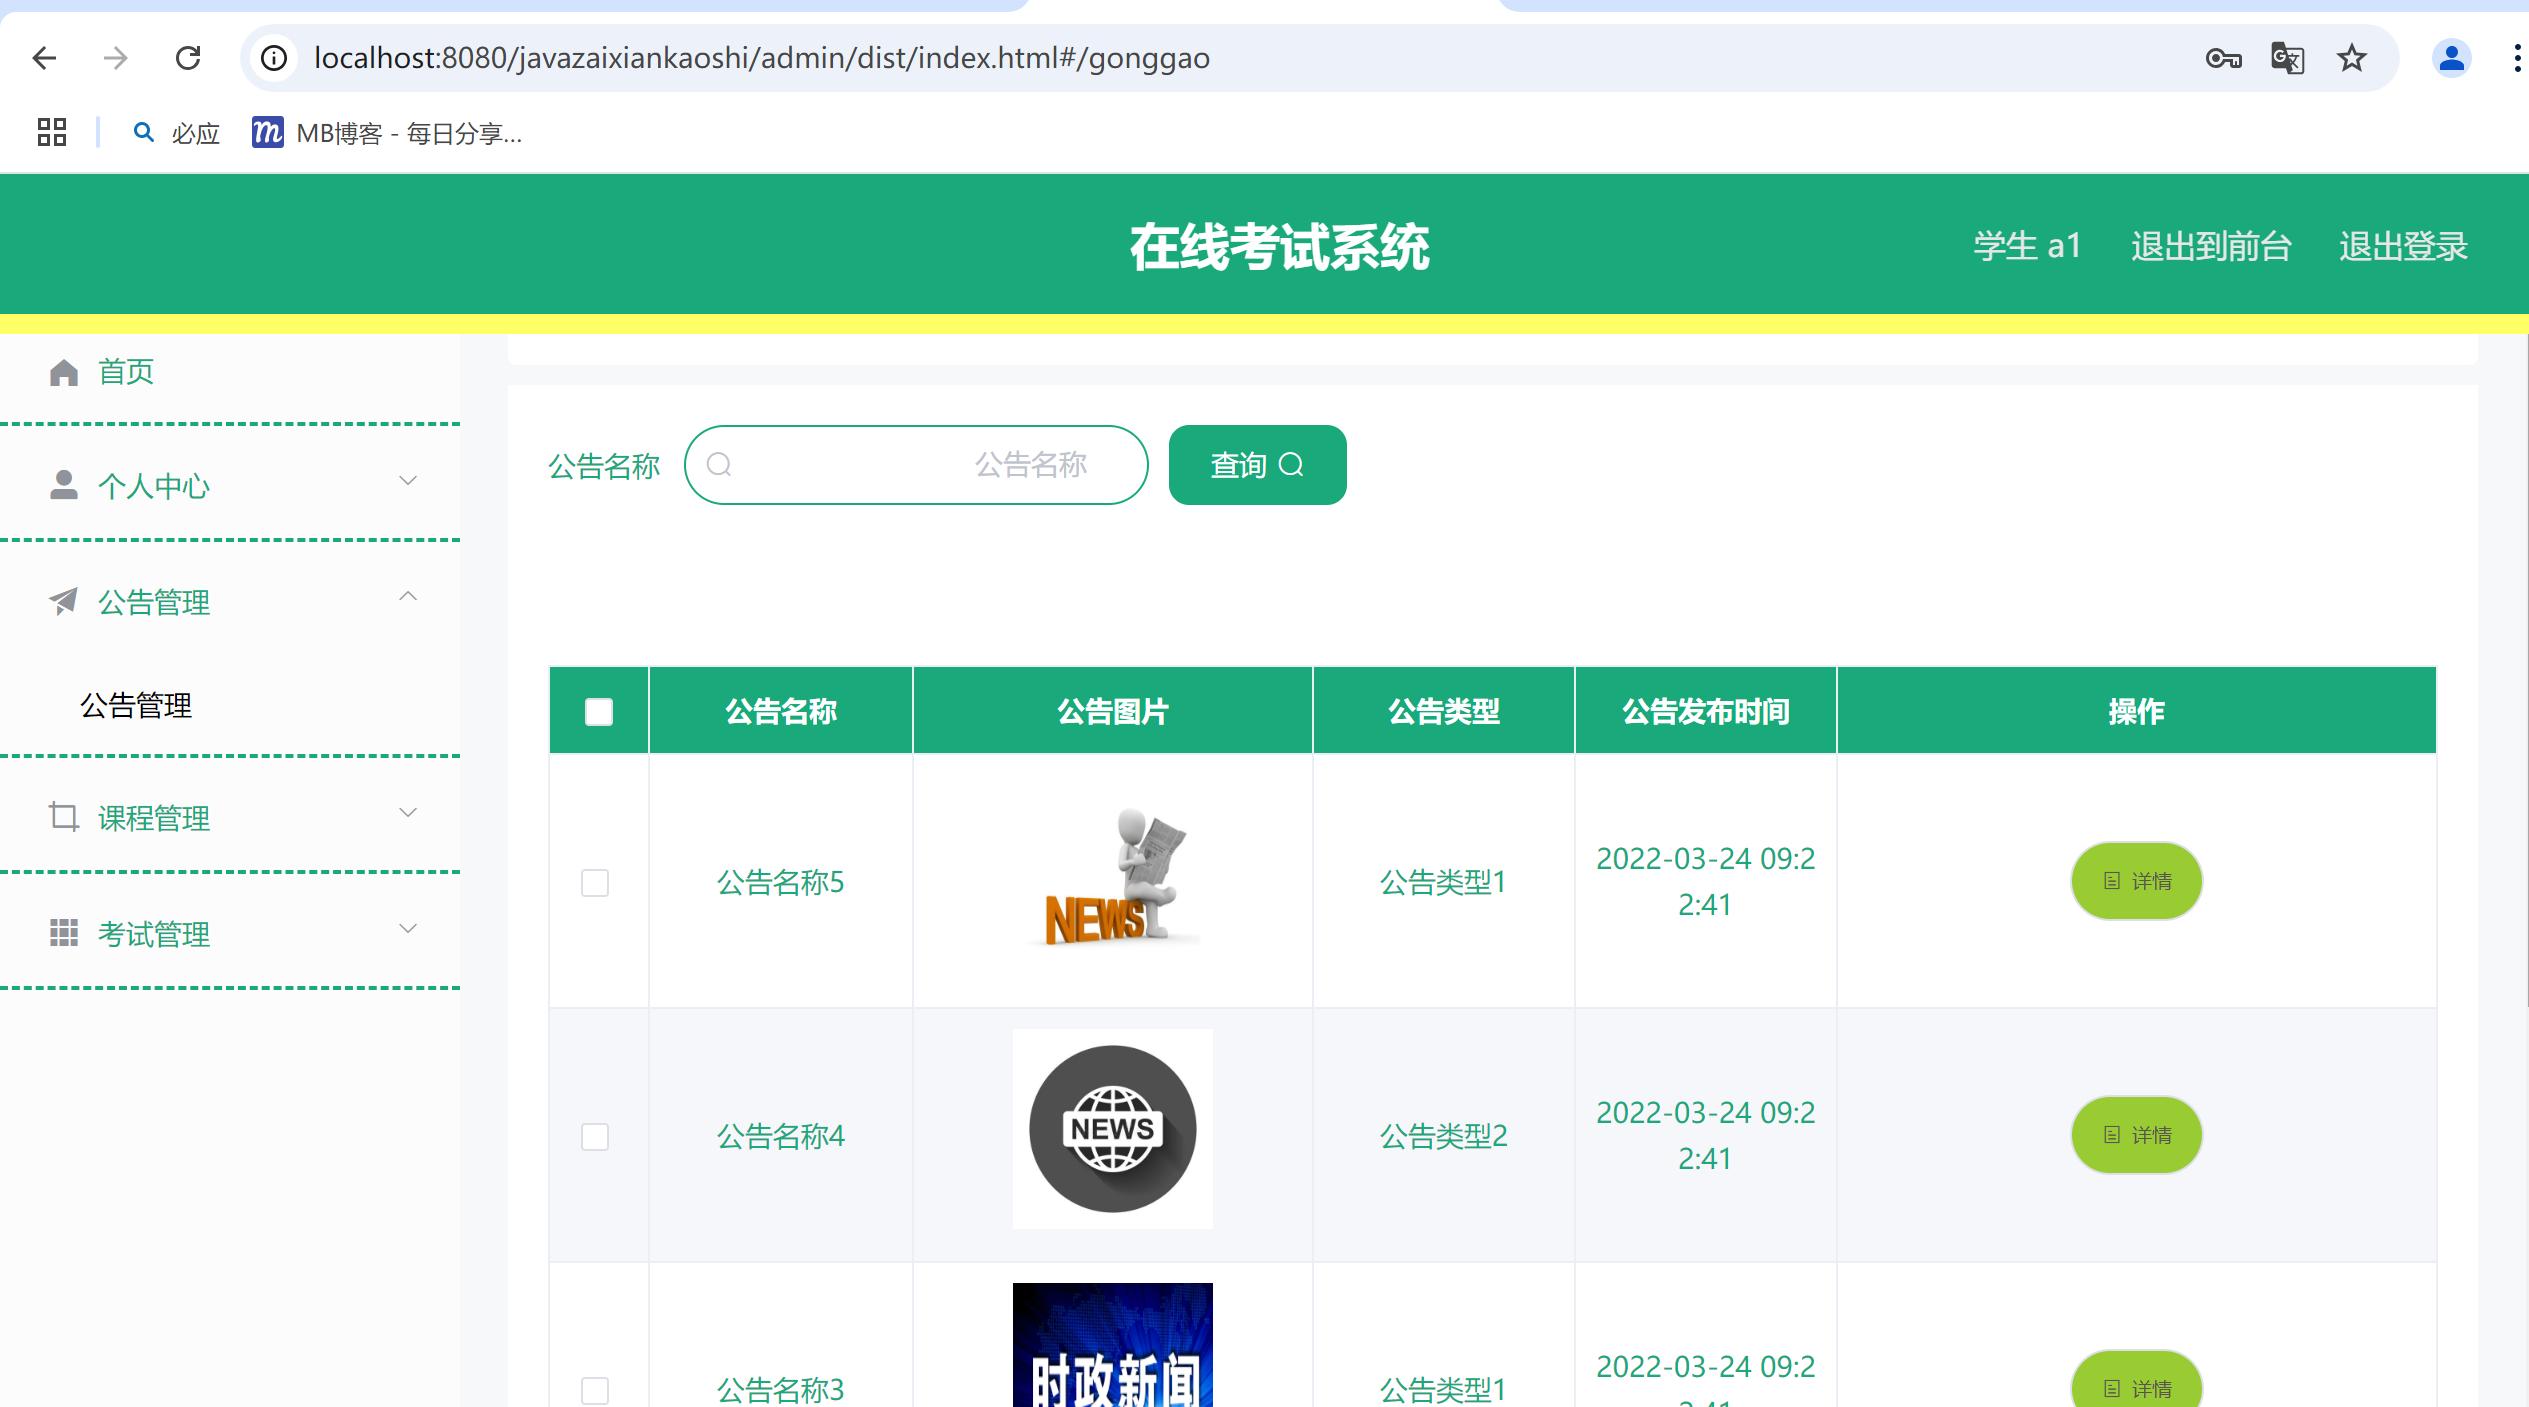 localhost:8080/javazaixiankaoshi/admin/dist/index.html#/gonggao
必应
MB博客 - 每日分享...
在线考试系统
学生 a1
退出到前台
退出登录
首页
个人中心
公告管理
公告管理
课程管理
考试管理
公告名称
公告名称
查询
公告名称 公告图片 公告类型 公告发布时间 操作
NEWS
公告名称5 公告类型1 2022-03-24 09:2
2:41
详情
NEWS
公告名称4 公告类型2 2022-03-24 09:2
2:41
详情
时政新闻
公告名称3 公告类型1 2022-03-24 09:2
2:41
详情